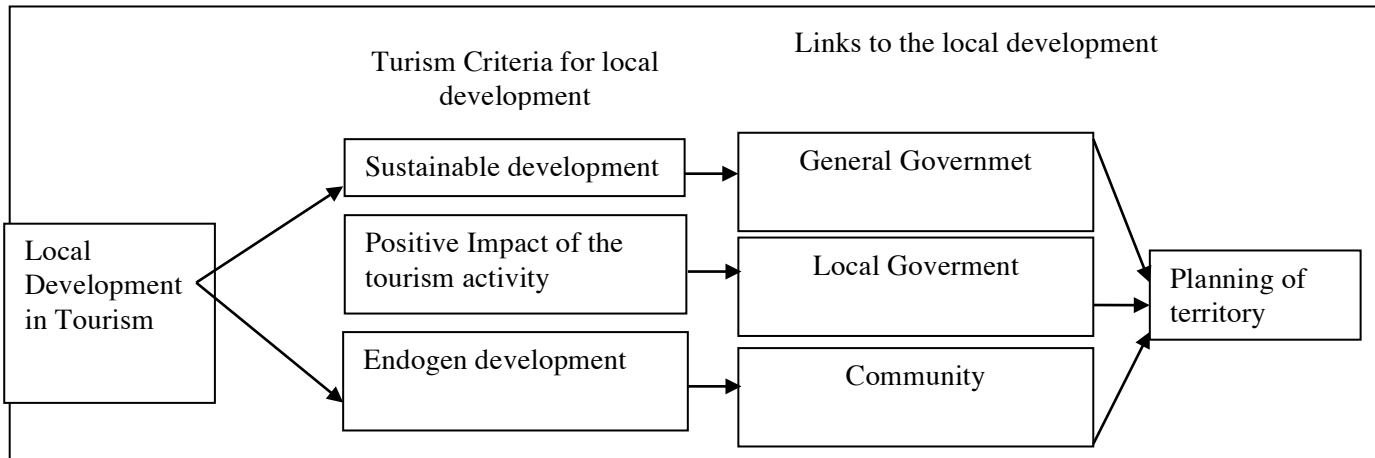 Links to the local development
Turism Criteria for local
development
Sustainable development
General Governmet
Positive Impact of the
tourism activity
Local Goverment
Local
Development
in Tourism
Planning of
territory
Endogen development
Community